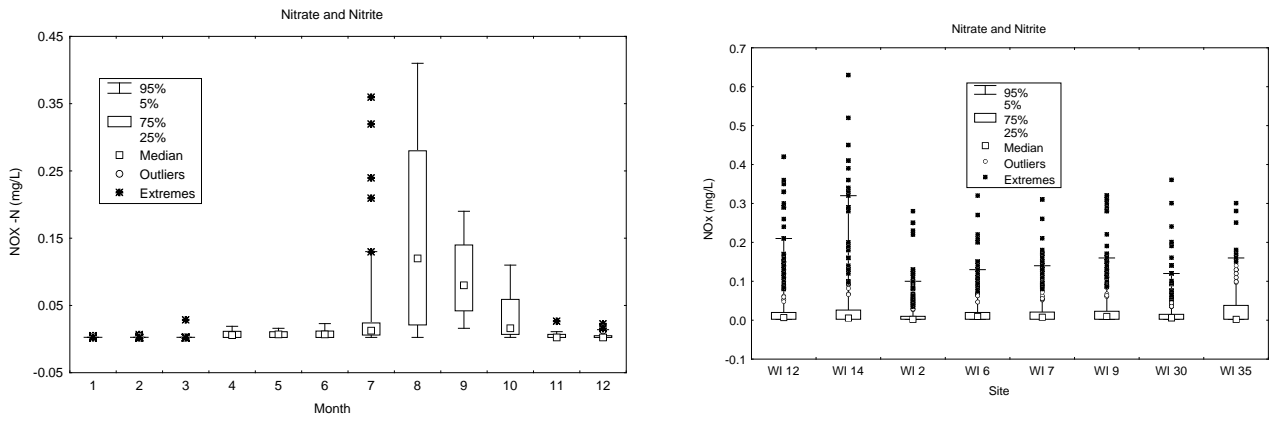 Nitrate and Nitrite
NOX -N (mg/L)
0.45
0.35
0.25
0.15
0.05
-0.05
95%
5%
75%
25%
Median
Outliers
Extremes
1 2 3 4 5 6 7 8 9 10 11 12
Month
Nitrate and Nitrite
NOx (mg/L)
0.7
0.6
0.5
0.4
0.3
0.2
0.1
0.0
-0.1
95%
5%
75%
25%
Median
Outliers
Extremes
WI 12 WI 14 WI 2 WI 6 WI 7 WI 9 WI 30 WI 35
Site